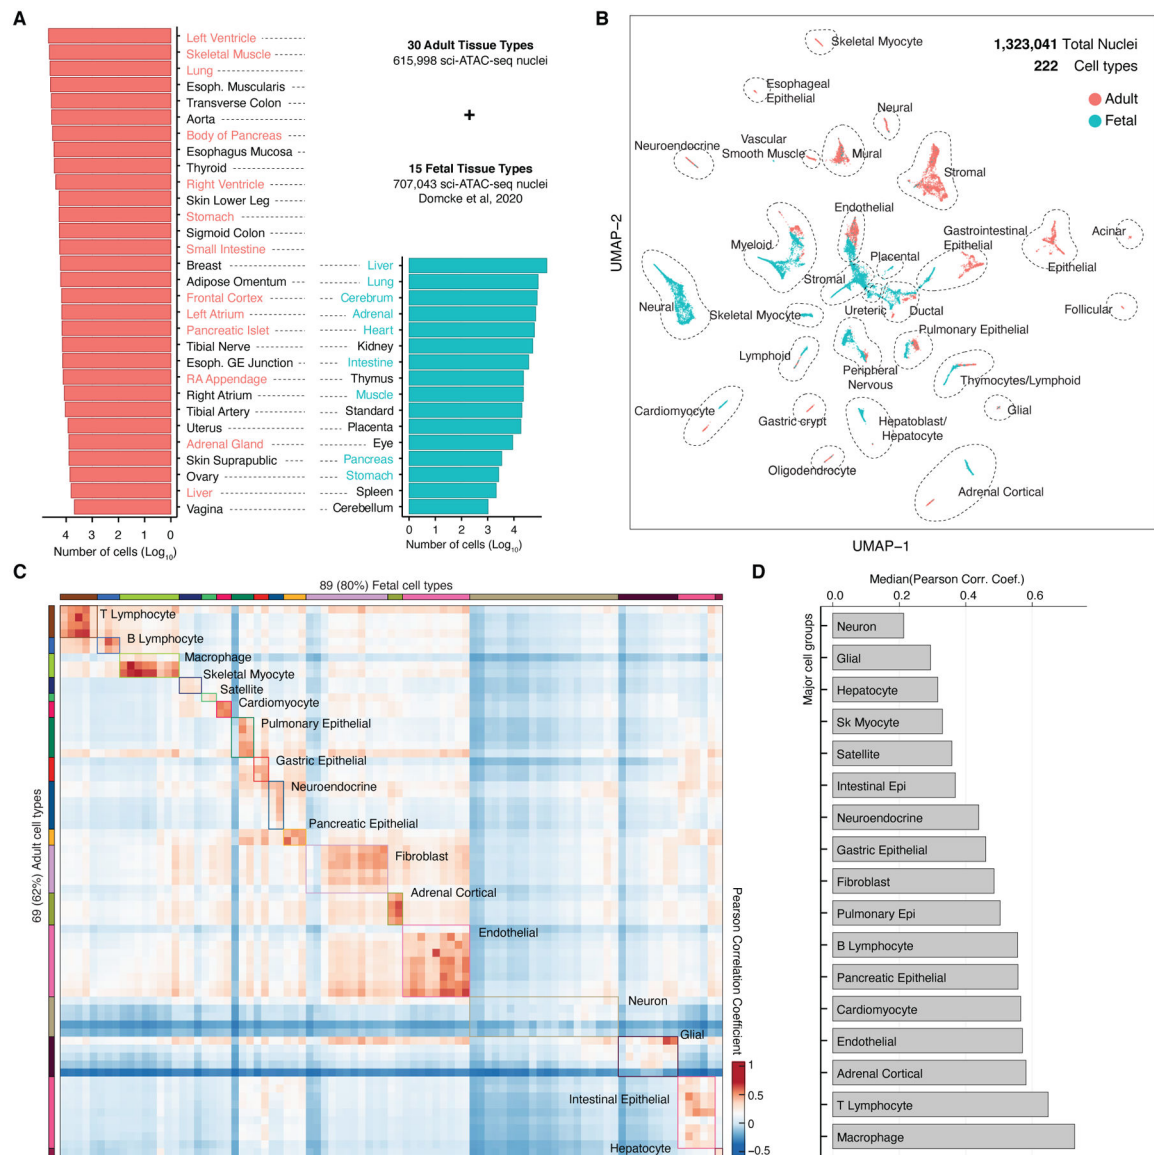 A
Left Ventricle
Skeletal Muscle
Lung
Esoph. Muscularis
Transverse Colon
Aorta
Body of Pancreas
Esophagus Mucosa
Thyroid
Right Ventricle
Skin Lower Leg
Stomach
Sigmoid Colon
Small Intestine
Breast
Adipose Omentum
Frontal Cortex
Left Atrium
Pancreatic Islet
Tibial Nerve
Esoph. GE Junction
RA Appendage
Right Atrium
Tibial Artery
Uterus
Adrenal Gland
Skin Suprapublic
Ovary
Liver
Vagina
4 3 2 1 0
Number of cells (Log10)
30 Adult Tissue Types
615,998 sci-ATAC-seq nuclei
+
15 Fetal Tissue Types
707,043 sci-ATAC-seq nuclei
Domcke et al, 2020
Liver
Lung
Cerebrum
Adrenal
Heart
Kidney
Intestine
Thymus
Muscle
Standard
Placenta
Eye
Pancreas
Stomach
Spleen
Cerebellum
0 1 2 3 4
Number of cells (Log10)
B
1,323,041 Total Nuclei
222 Cell types
Adult
Fetal
Skeletal Myocyte
Esophageal
Epithelial
Neural
Neuroendocrine
Vascular
Smooth Muscle
Mural
Stromal
Endothelial
Myeloid
Gastrointestinal
Epithelial
Acinar
Placental
Epithelial
Stromal
Neural
Skeletal Myocyte
Ureteric
Ductal
Follicular
Pulmonary Epithelial
Lymphoid
Peripheral
Nervous
Thymocytes/Lymphoid
Cardiomyocyte
Gastric crypt
Hepatoblast/
Hepatocyte
Glial
Oligodendrocyte
Adrenal Cortical
UMAP-2
UMAP-1
C
89 (80%) Fetal cell types
69 (62%) Adult cell types
T Lymphocyte
B Lymphocyte
Macrophage
Skeletal Myocyte
Satellite
Cardiomyocyte
Pulmonary Epithelial
Gastric Epithelial
Neuroendocrine
Pancreatic Epithelial
Fibroblast
Adrenal Cortical
Endothelial
Neuron
Glial
Intestinal Epithelial
Hepatocyte
Pearson Correlation Coefficient
1
0.5
0
−0.5
D
Median(Pearson Corr. Coef.)
0.0 0.2 0.4 0.6
Major cell groups
Neuron
Glial
Hepatocyte
Sk Myocyte
Satellite
Intestinal Epi
Neuroendocrine
Gastric Epithelial
Fibroblast
Pulmonary Epi
B Lymphocyte
Pancreatic Epithelial
Cardiomyocyte
Endothelial
Adrenal Cortical
T Lymphocyte
Macrophage